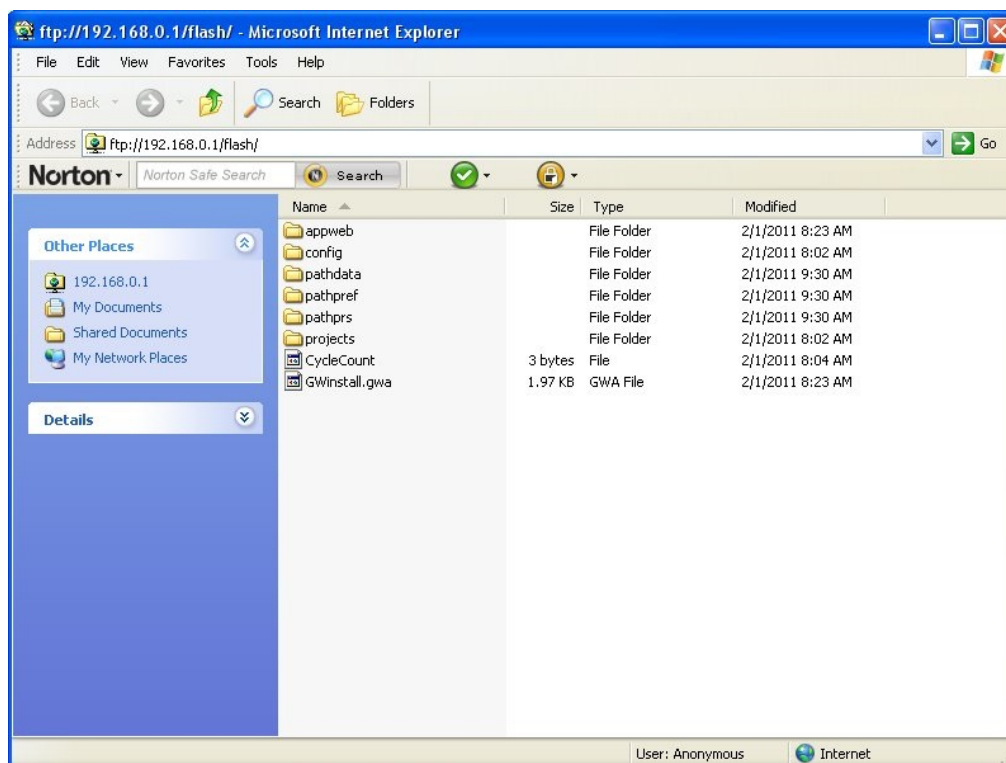 ftp://192.168.0.1/flash/ - Microsoft Internet Explorer
File Edit View Favorites Tools Help
Back Search Folders
Address ftp://192.168.0.1/flash/ Go
Norton Norton Safe Search Search
Name Size Type Modified
Other Places
192.168.0.1
My Documents
Shared Documents
My Network Places
Details
appweb File Folder 2/1/2011 8:23 AM
config File Folder 2/1/2011 8:02 AM
pathdata File Folder 2/1/2011 9:30 AM
pathpref File Folder 2/1/2011 9:30 AM
pathprs File Folder 2/1/2011 9:30 AM
projects File Folder 2/1/2011 8:02 AM
CycleCount 3 bytes File 2/1/2011 8:04 AM
GWinstall.gwa 1.97 KB GWA File 2/1/2011 8:23 AM
User: Anonymous Internet